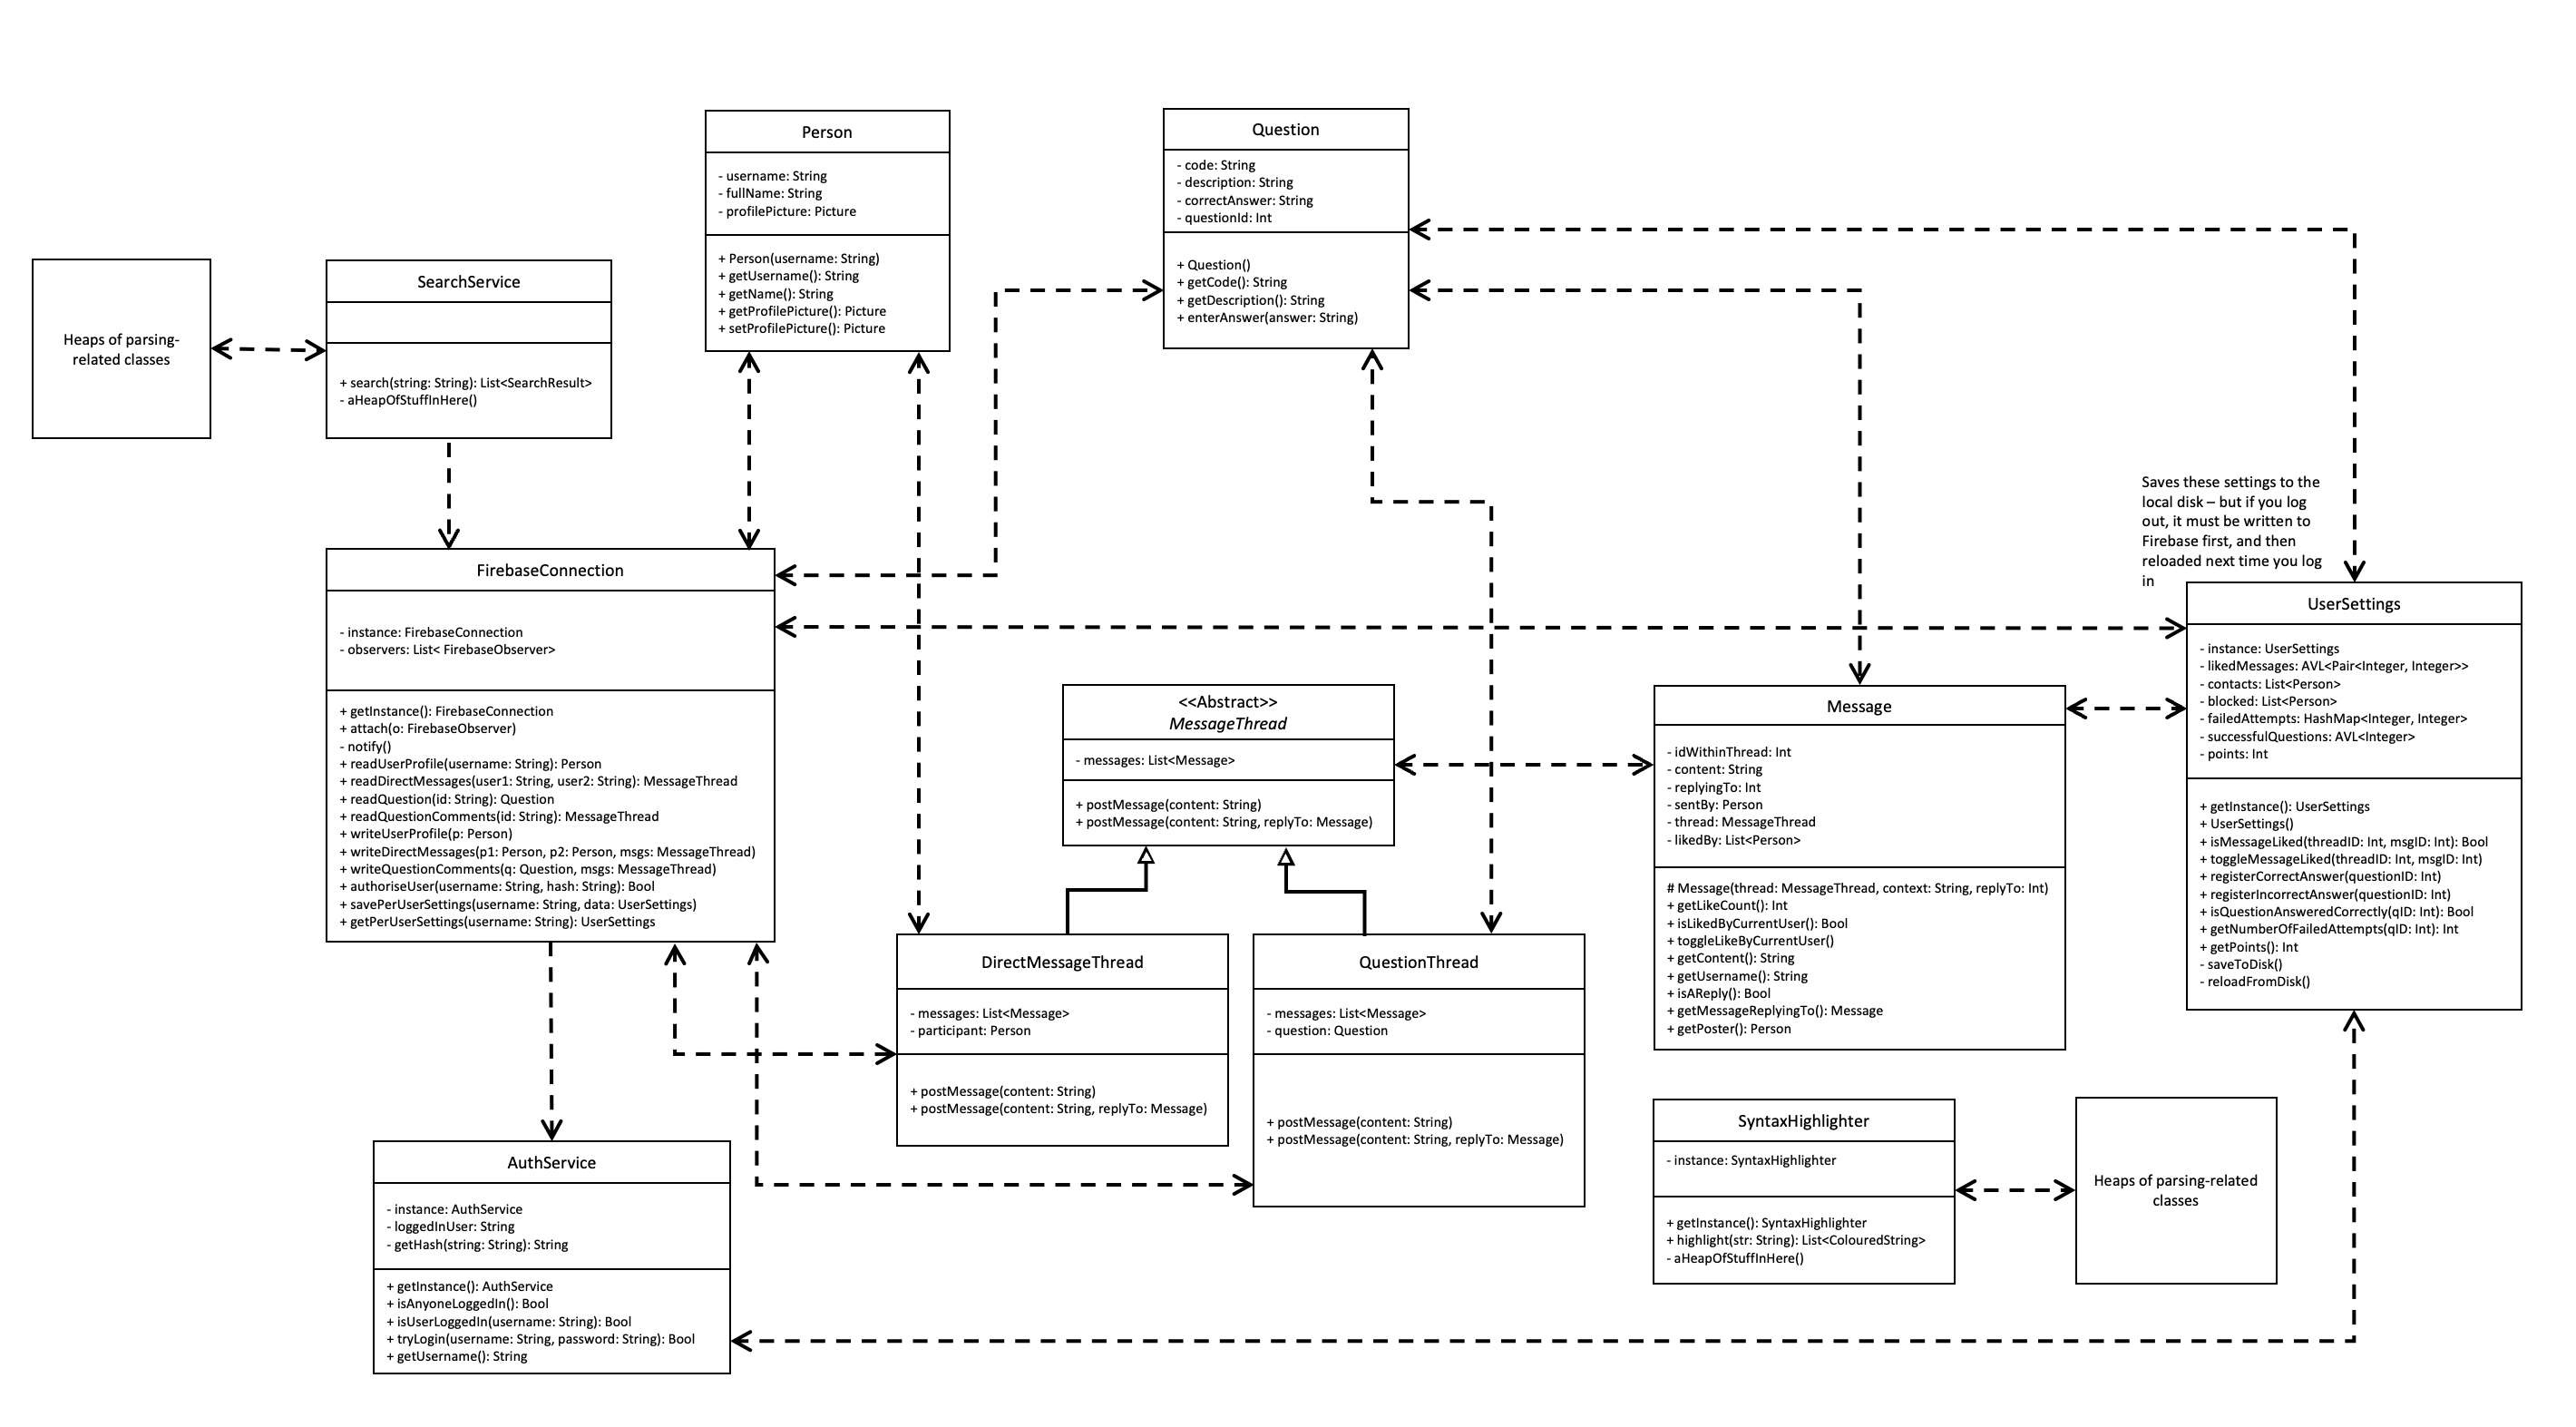 Person
- username: String
- fullName: String
- profilePicture: Picture
+ Person(username: String)
+ getUsername(): String
+ getName(): String
+ getProfilePicture(): Picture
+ setProfilePicture(): Picture
Question
- code: String
- description: String
- correctAnswer: String
- questionId: Int
+ Question()
+ getCode(): String
+ getDescription(): String
+ enterAnswer(answer: String)
Heaps of parsing-
related classes
SearchService
+ search(string: String): List<SearchResult>
- aHeapOfStuffInHere()
FirebaseConnection
- instance: FirebaseConnection
- observers: List< FirebaseObserver>
+ getInstance(): FirebaseConnection
+ attach(o: FirebaseObserver)
- notify()
+ readUserProfile(username: String): Person
+ readDirectMessages(user1: String, user2: String): MessageThread
+ readQuestion(id: String): Question
+ readQuestionComments(id: String): MessageThread
+ writeUserProfile(p: Person)
+ writeDirectMessages(p1: Person, p2: Person, msgs: MessageThread)
+ writeQuestionComments(q: Question, msgs: MessageThread)
+ authoriseUser(username: String, hash: String): Bool
+ savePerUserSettings(username: String, data: UserSettings)
+ getPerUserSettings(username: String): UserSettings
Saves these settings to the
local disk – but if you log
out, it must be written to
Firebase first, and then
reloaded next time you log
in
UserSettings
- instance: UserSettings
- likedMessages: AVL<Pair<Integer, Integer>>
- contacts: List<Person>
- blocked: List<Person>
- failedAttempts: HashMap<Integer, Integer>
- successfulQuestions: AVL<Integer>
- points: Int
+ getInstance(): UserSettings
+ UserSettings()
+ isMessageLiked(threadID: Int, msgID: Int): Bool
+ toggleMessageLiked(threadID: Int, msgID: Int)
+ registerCorrectAnswer(questionID: Int)
+ registerIncorrectAnswer(questionID: Int)
+ isQuestionAnsweredCorrectly(qID: Int): Bool
+ getNumberOfFailedAttempts(qID: Int): Int
+ getPoints(): Int
- saveToDisk()
- reloadFromDisk()
<<Abstract>>
MessageThread
- messages: List<Message>
+ postMessage(content: String)
+ postMessage(content: String, replyTo: Message)
Message
- idWithinThread: Int
- content: String
- replyingTo: Int
- sentBy: Person
- thread: MessageThread
- likedBy: List<Person>
# Message(thread: MessageThread, context: String, replyTo: Int)
+ getLikeCount(): Int
+ isLikedByCurrentUser(): Bool
+ toggleLikeByCurrentUser()
+ getContent(): String
+ getUsername(): String
+ isAReply(): Bool
+ getMessageReplyingTo(): Message
+ getPoster(): Person
DirectMessageThread
- messages: List<Message>
- participant: Person
+ postMessage(content: String)
+ postMessage(content: String, replyTo: Message)
QuestionThread
- messages: List<Message>
- question: Question
+ postMessage(content: String)
+ postMessage(content: String, replyTo: Message)
AuthService
- instance: AuthService
- loggedInUser: String
- getHash(string: String): String
+ getInstance(): AuthService
+ isAnyoneLoggedIn(): Bool
+ isUserLoggedIn(username: String): Bool
+ tryLogin(username: String, password: String): Bool
+ getUsername(): String
SyntaxHighlighter
- instance: SyntaxHighlighter
+ getInstance(): SyntaxHighlighter
+ highlight(str: String): List<ColouredString>
- aHeapOfStuffInHere()
Heaps of parsing-related
classes